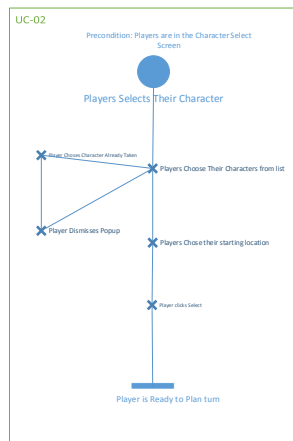 UC-02
Precondition: Players are in the Character Select
Screen
Players Selects Their Character
Player Choses Character Already Taken
Players Choose Their Characters from list
Player Dismisses Popup
Players Chose their starting location
Player clicks Select
Player is Ready to Plan turn